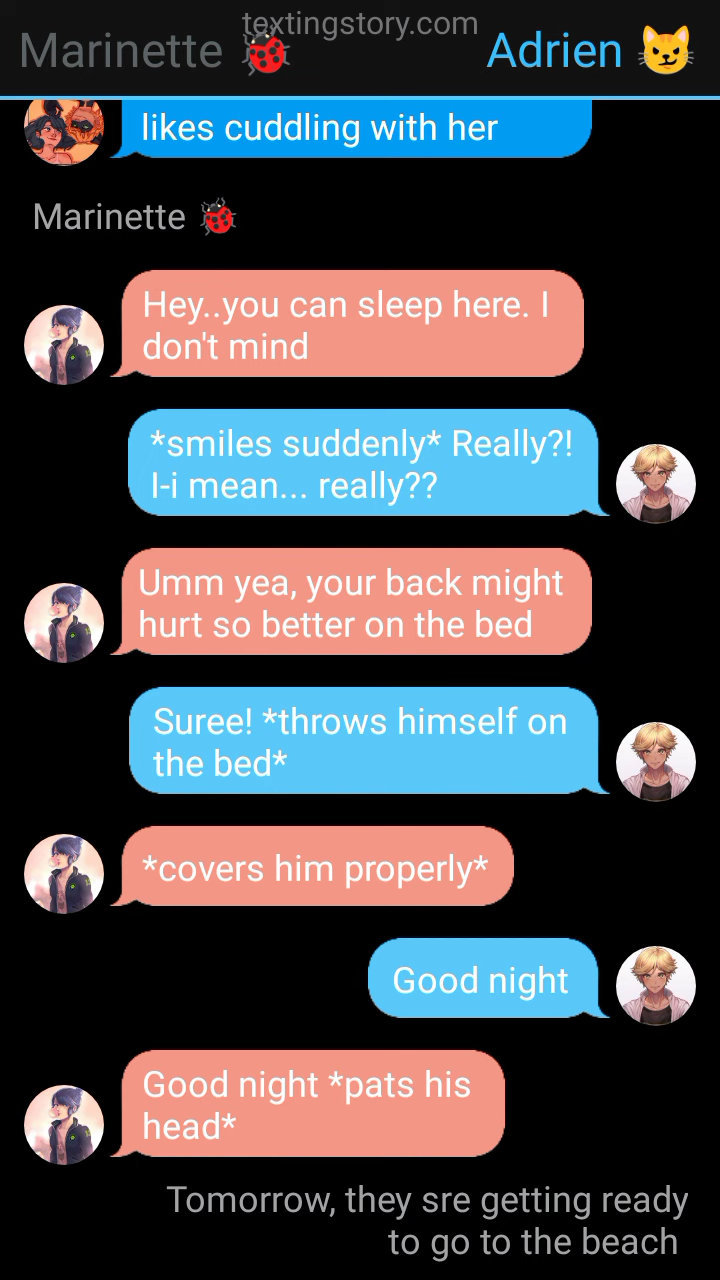 textingstory.com
Marinette 🐞 Adrien 😼
likes cuddling with her
Marinette 🐞
Hey..you can sleep here. I
don't mind
*smiles suddenly* Really?!
I-i mean... really??
Umm yea, your back might
hurt so better on the bed
Suree! *throws himself on
the bed*
*covers him properly*
Good night
Good night *pats his
head*
Tomorrow, they sre getting ready
to go to the beach